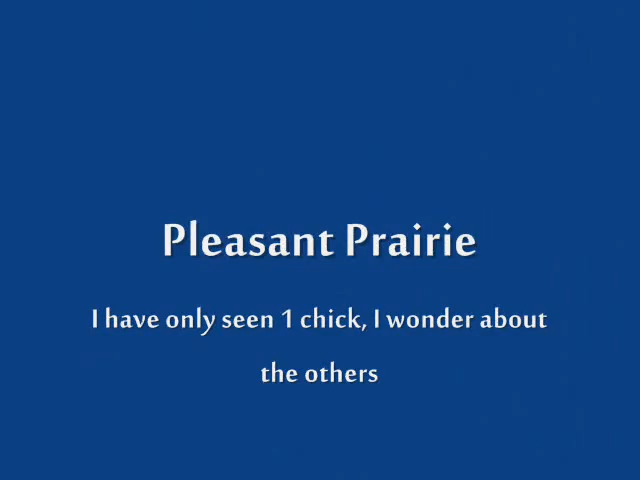 Pleasant Prairie
I have only seen 1 chick, I wonder about
the others